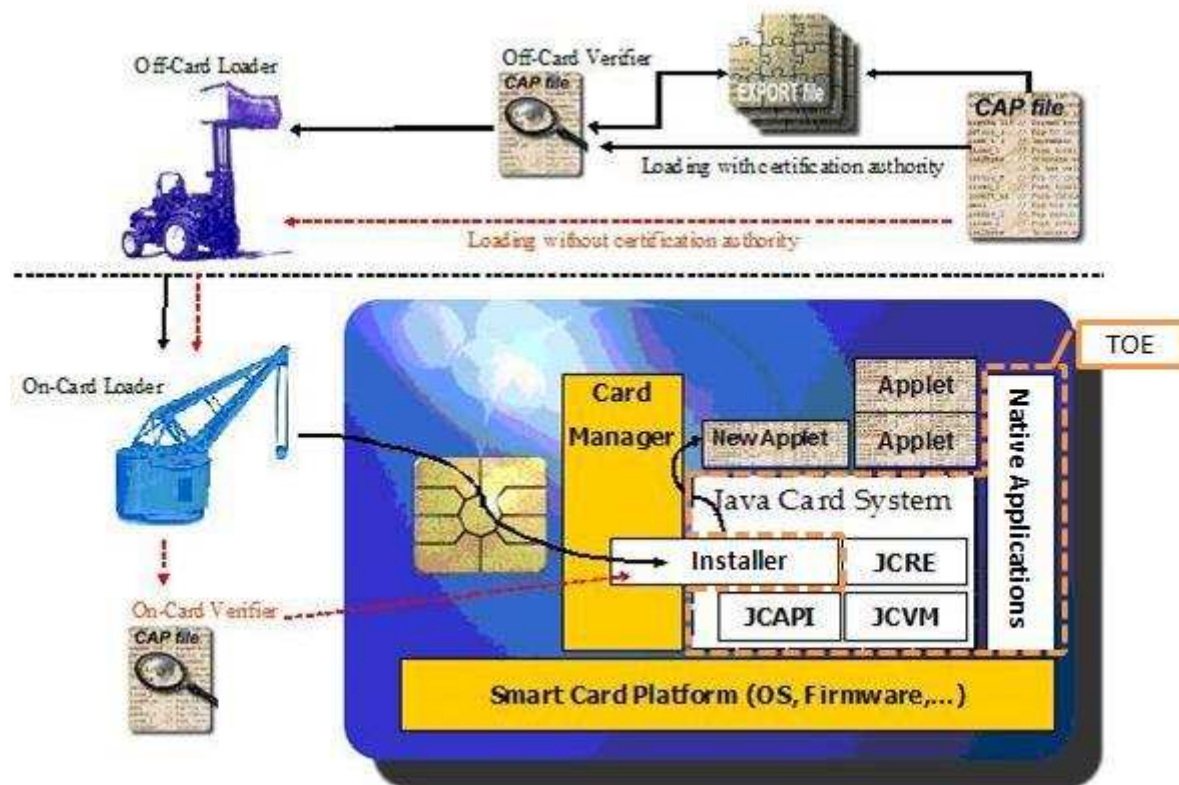 Off-Card Loader
Off-Card Verifier
CAP file
EXPORT file
CAP file
Loading with certification authority
Loading without certification authority
TOE
On-Card Loader
Card
Manager
Applet
New Applet
Applet
Native Applications
Java Card System
Installer
JCRE
On-Card Verifier
CAP file
JCAPI
JCVM
Smart Card Platform (OS, Firmware,...)